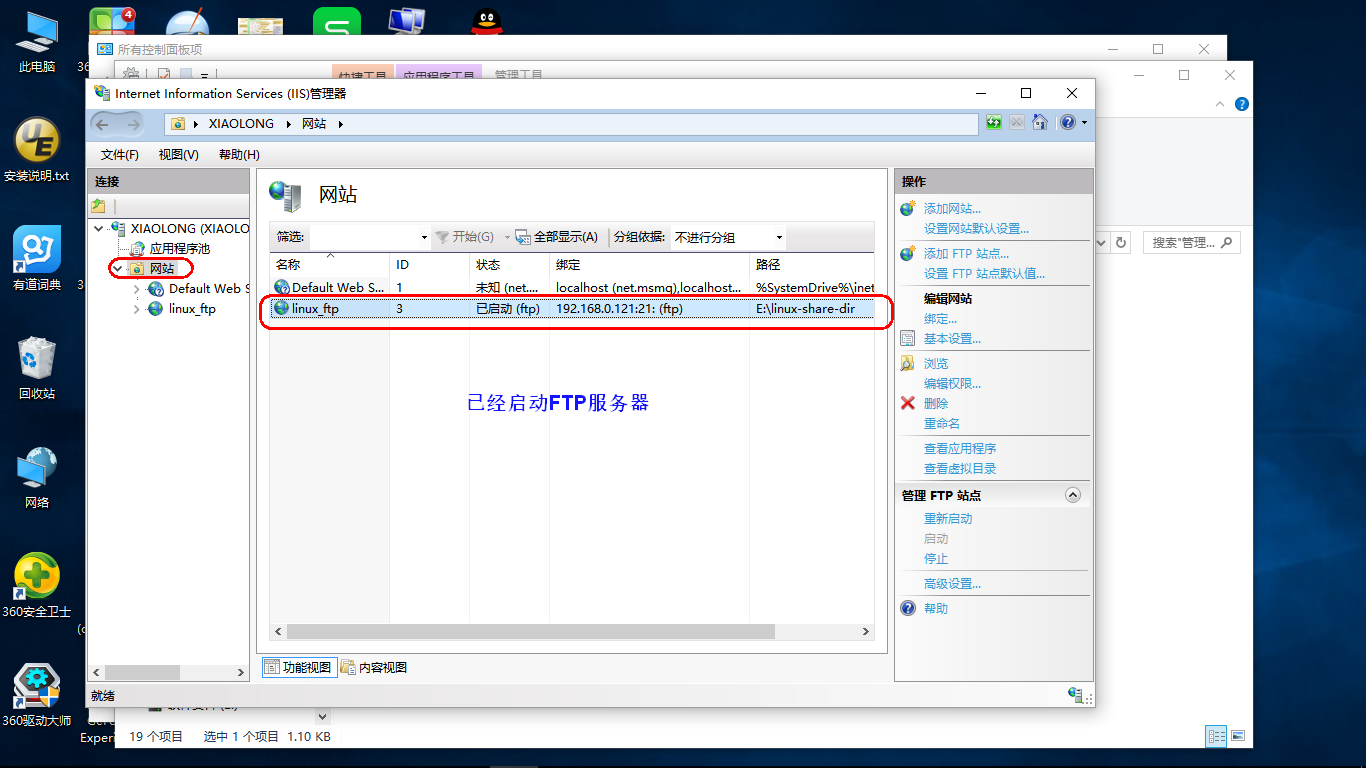 4
此电脑
安装说明.txt
有道词典
回收站
网络
360安全卫士
360驱动大师
所有控制面板项
快捷工具
应用程序工具
管理工具
Internet Information Services (IIS)管理器
XIAOLONG
网站
文件(F)
视图(V)
帮助(H)
连接
XIAOLONG (XIAOLO
应用程序池
网站
Default Web S
linux_ftp
网站
筛选:
开始(G)
全部显示(A)
分组依据:
不进行分组
名称 ID 状态 绑定 路径
Default Web S... 1 未知 (net.... localhost (net.msmq),localhost... %SystemDrive%\inet
linux_ftp 3 已启动 (ftp) 192.168.0.121:21: (ftp) E:\linux-share-dir
已经启动FTP服务器
功能视图
内容视图
就绪
操作
添加网站...
设置网站默认设置...
添加 FTP 站点...
设置 FTP 站点默认值...
编辑网站
绑定...
基本设置...
浏览
编辑权限...
删除
重命名
查看应用程序
查看虚拟目录
管理 FTP 站点
重新启动
启动
停止
高级设置...
帮助
搜索"管理...
Experi
19 个项目
选中 1 个项目 1.10 KB